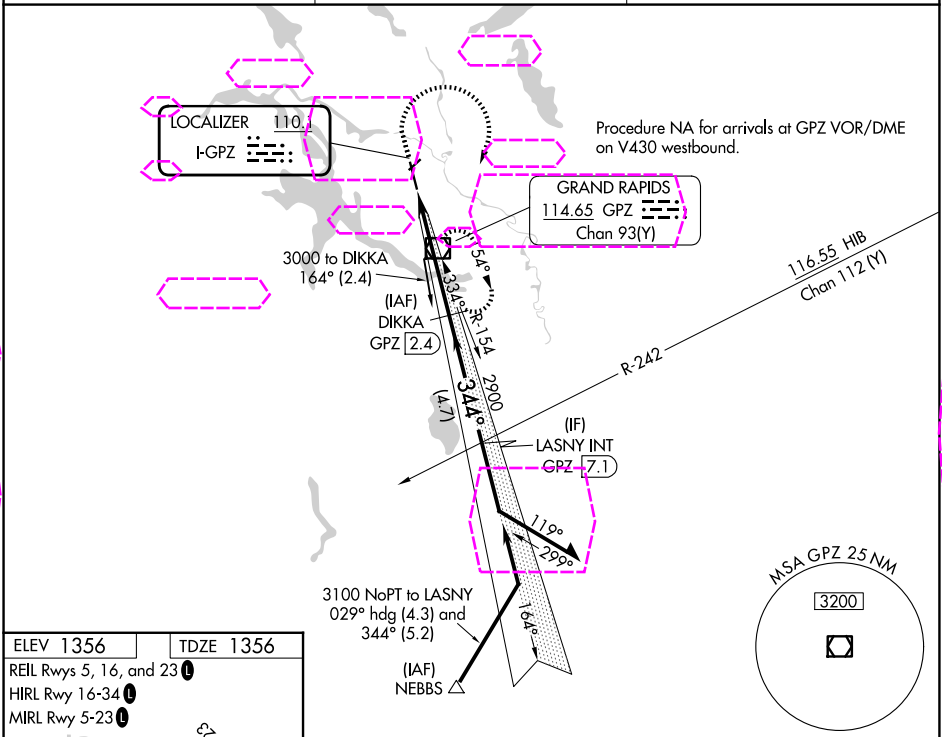 LOCALIZER 110.1
I-GPZ
Procedure NA for arrivals at GPZ VOR/DME
on V430 westbound.
GRAND RAPIDS
114.65 GPZ
Chan 93(Y)
116.55 HIB
Chan 112 (Y)
3000 to DIKKA
164° (2.4)
154°
334°
R-154
(IAF)
DIKKA
GPZ 2.4
R-242
2900
344°
(4.7)
(IF)
LASNY INT
GPZ 7.1
119°
299°
MSA GPZ 25 NM
3200
3100 NoPT to LASNY
029° hdg (4.3) and
344° (5.2)
164°
(IAF)
NEBBS
ELEV 1356 TDZE 1356
REIL Rwys 5, 16, and 23 L
HIRL Rwy 16-34 L
MIRL Rwy 5-23 L
23